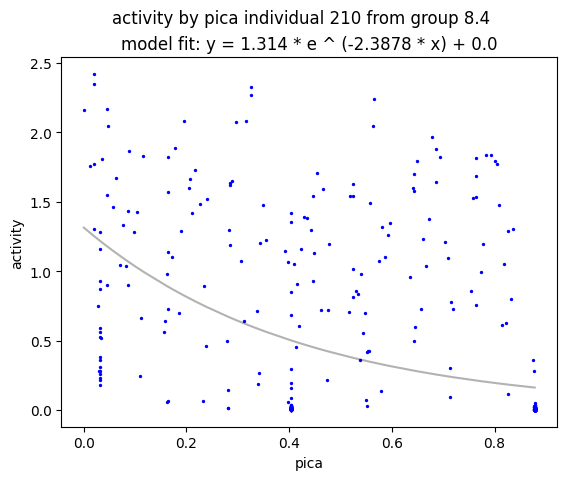 activity by pica individual 210 from group 8.4
model fit: y = 1.314 * e ^ (-2.3878 * x) + 0.0
2.5
2.0
1.5
1.0
0.5
0.0
activity
0.0 0.2 0.4 0.6 0.8
pica